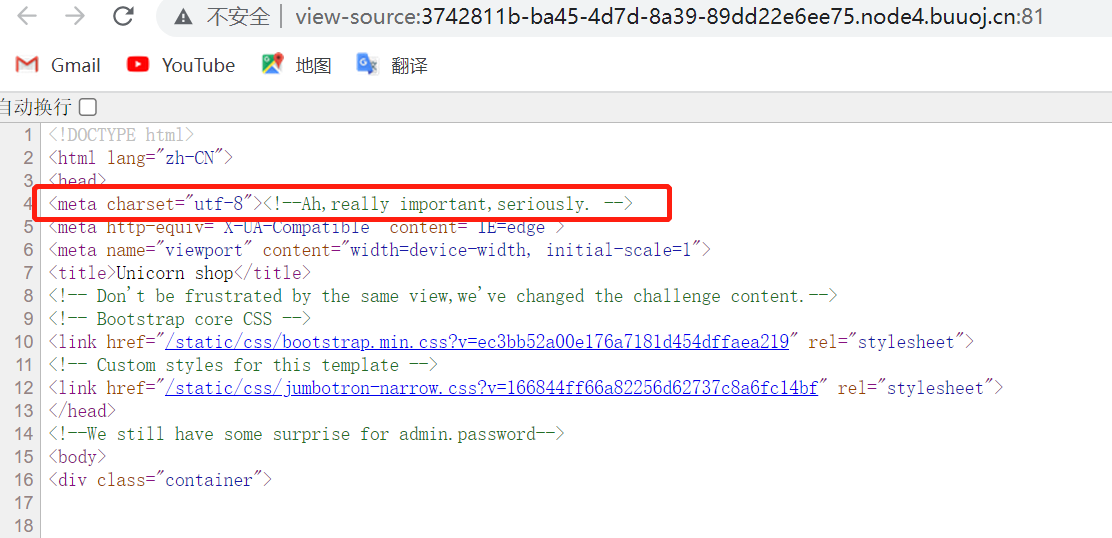 不安全 | view-source:3742811b-ba45-4d7d-8a39-89dd22e6ee75.node4.buuoj.cn:81
Gmail YouTube 地图 翻译
自动换行
1 <!DOCTYPE html>
2 <html lang="zh-CN">
3 <head>
4 <meta charset="utf-8"><!--Ah,really important,seriously. -->
5 <meta http-equiv="X-UA-Compatible" content="IE=edge">
6 <meta name="viewport" content="width=device-width, initial-scale=1">
7 <title>Unicorn shop</title>
8 <!-- Don't be frustrated by the same view,we've changed the challenge content.-->
9 <!-- Bootstrap core CSS -->
10 <link href="/static/css/bootstrap.min.css?v=ec3bb52a00e176a7181d454dffaea219" rel="stylesheet">
11 <!-- Custom styles for this template -->
12 <link href="/static/css/jumbotron-narrow.css?v=166844ff66a82256d62737c8a6fc14bf" rel="stylesheet">
13 </head>
14 <!--We still have some surprise for admin.password-->
15 <body>
16 <div class="container">
17
18